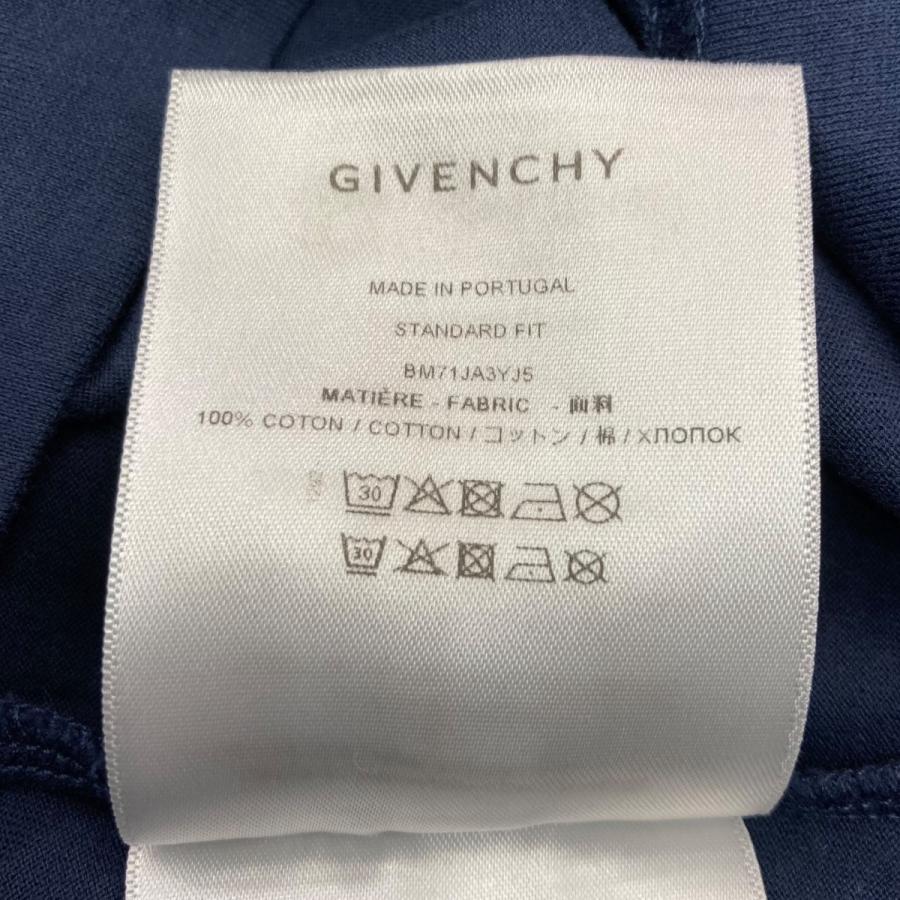 GIVENCHY
MADE IN PORTUGAL
STANDARD FIT
BM71JA3YJ5
MATIÈRE - FABRIC - 面料
100% COTON / COTTON / コットン / 棉 / ХЛОПОК
30
30